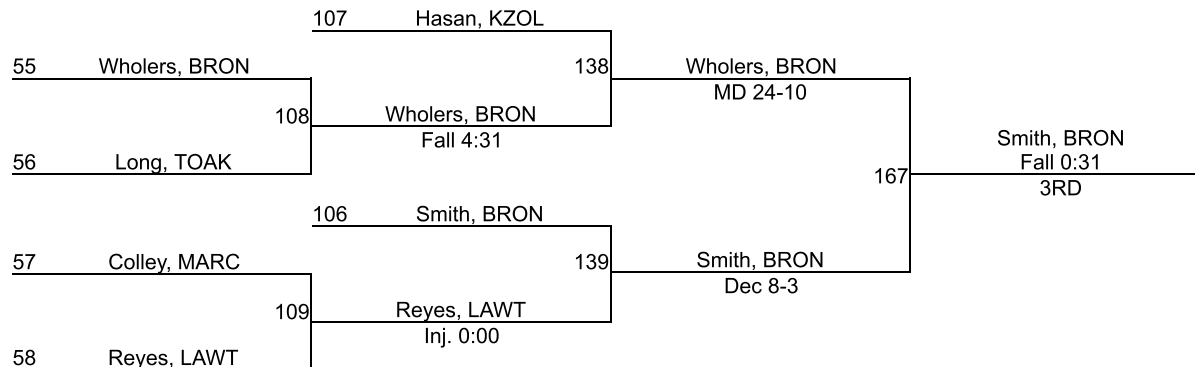 107 Hasan, KZOL
55 Wholers, BRON
138 Wholers, BRON
MD 24-10
108 Wholers, BRON
Fall 4:31
56 Long, TOAK
Smith, BRON
Fall 0:31
167
3RD
106 Smith, BRON
57 Colley, MARC
139 Smith, BRON
Dec 8-3
109 Reyes, LAWT
Inj. 0:00
58 Reyes, LAWT